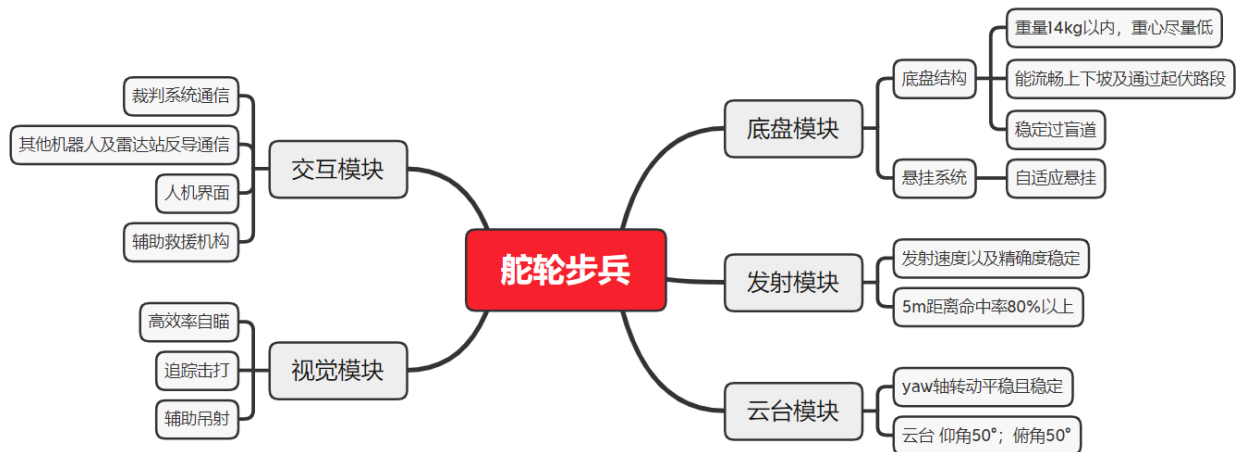 舵轮步兵
底盘模块
底盘结构
重量14kg以内，重心尽量低
能流畅上下坡及通过起伏路段
稳定过盲道
悬挂系统
自适应悬挂
发射模块
发射速度以及精确度稳定
5m距离命中率80%以上
云台模块
yaw轴转动平稳且稳定
云台 仰角50°；俯角50°
交互模块
裁判系统通信
其他机器人及雷达站反导通信
人机界面
辅助救援机构
视觉模块
高效率自瞄
追踪击打
辅助吊射